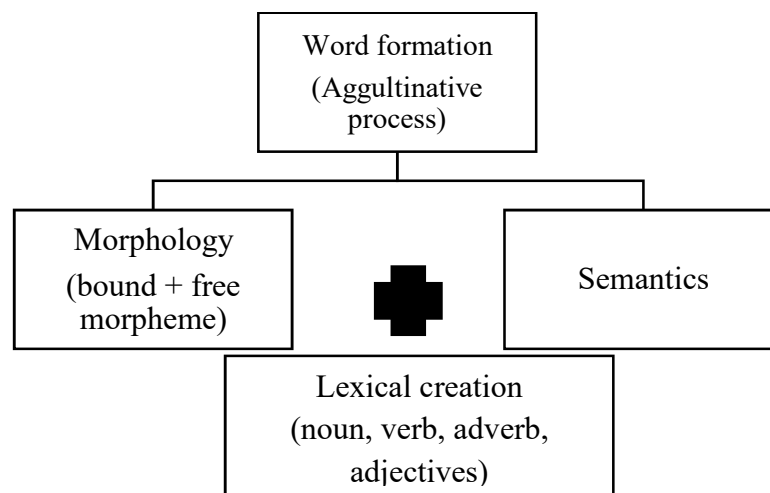 Word formation
(Aggultinative
process)
Morphology
(bound + free
morpheme)
Semantics
Lexical creation
(noun, verb, adverb,
adjectives)